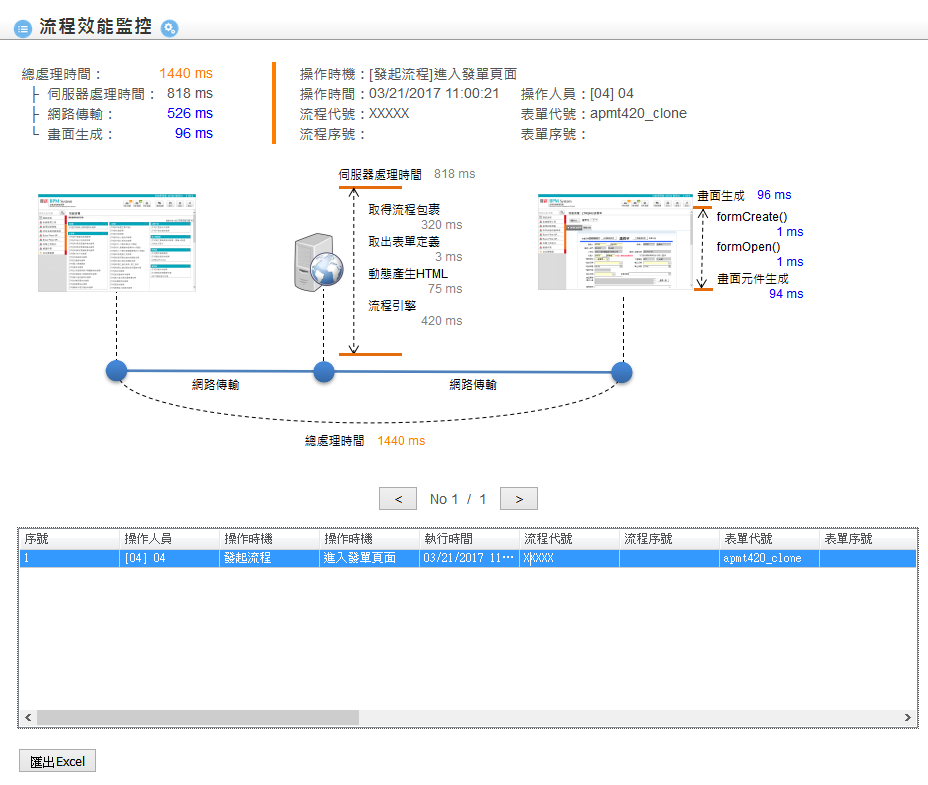 流程效能監控
總處理時間： 1440 ms
├ 伺服器處理時間： 818 ms
├ 網路傳輸： 526 ms
└ 畫面生成： 96 ms
操作時機：[發起流程]進入發單頁面
操作時間：03/21/2017 11:00:21 操作人員：[04] 04
流程代號：XXXXX 表單代號：apmt420_clone
流程序號： 表單序號：
伺服器處理時間 818 ms
取得流程包裹
320 ms
取出表單定義
3 ms
動態產生HTML
75 ms
流程引擎
420 ms
畫面生成 96 ms
formCreate()
1 ms
formOpen()
1 ms
畫面元件生成
94 ms
網路傳輸 網路傳輸
總處理時間 1440 ms
< No 1 / 1 >
序號 操作人員 操作時機 操作時機 執行時間 流程代號 流程序號 表單代號 表單序號
1 [04] 04 發起流程 進入發單頁面 03/21/2017 11⋯ XXXXX apmt420_clone
匯出Excel